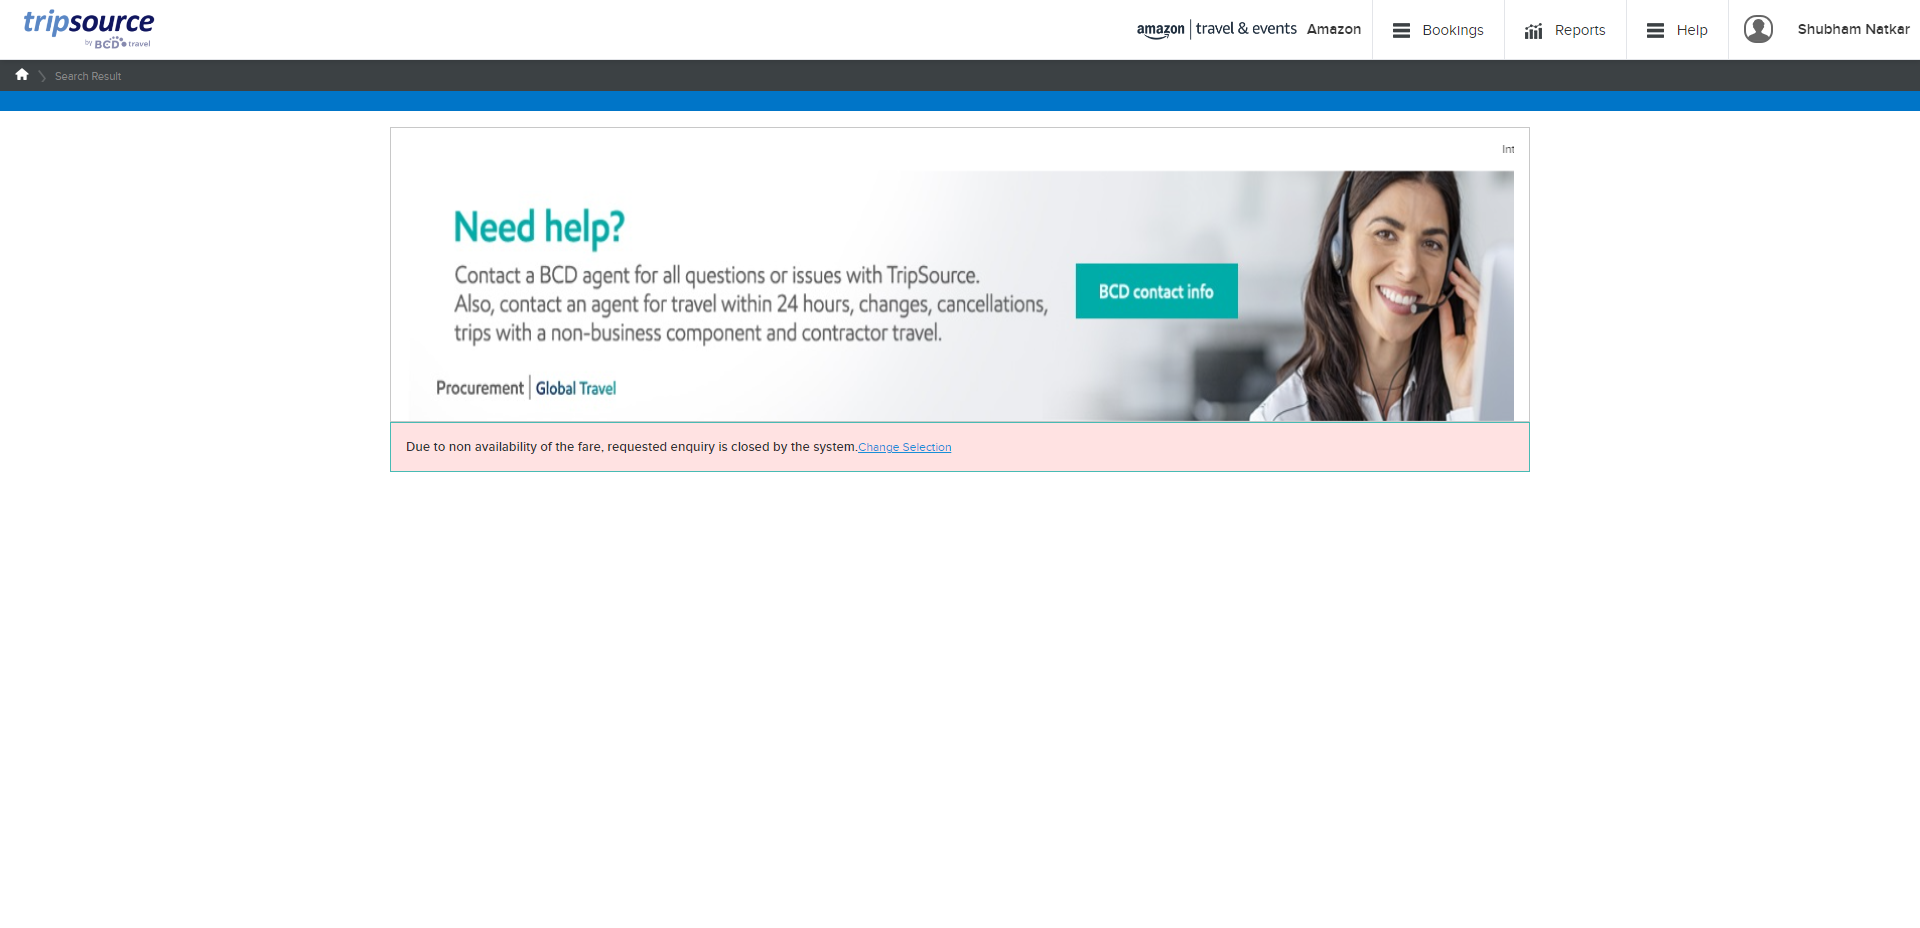 tripsource
by BCD travel
amazon | travel & events Amazon
Bookings
Reports
Help
Shubham Natkar
Search Result
Int
Need help?
Contact a BCD agent for all questions or issues with TripSource.
Also, contact an agent for travel within 24 hours, changes, cancellations,
trips with a non-business component and contractor travel.
BCD contact info
Procurement | Global Travel
Due to non availability of the fare, requested enquiry is closed by the system.Change Selection